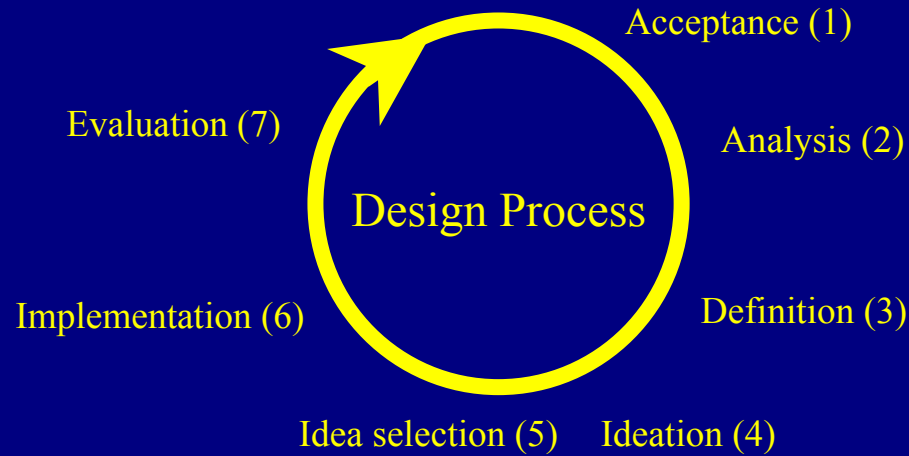 Acceptance (1)
Analysis (2)
Definition (3)
Ideation (4)
Idea selection (5)
Implementation (6)
Evaluation (7)
Design Process